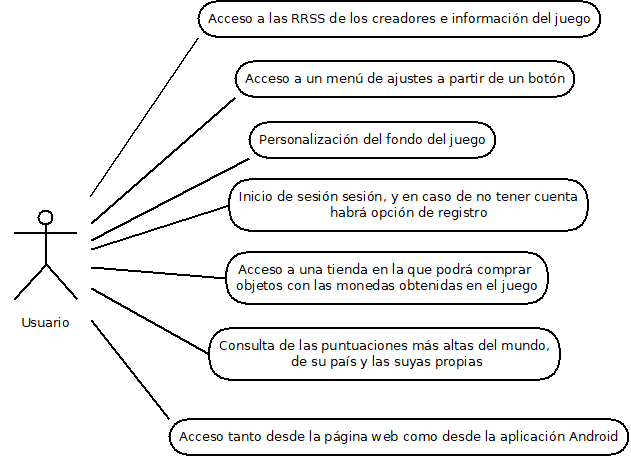 Acceso a las RRSS de los creadores e información del juego
Acceso a un menú de ajustes a partir de un botón
Personalización del fondo del juego
Inicio de sesión sesión, y en caso de no tener cuenta
habrá opción de registro
Acceso a una tienda en la que podrá comprar
objetos con las monedas obtenidas en el juego
Usuario
Consulta de las puntuaciones más altas del mundo,
de su país y las suyas propias
Acceso tanto desde la página web como desde la aplicación Android